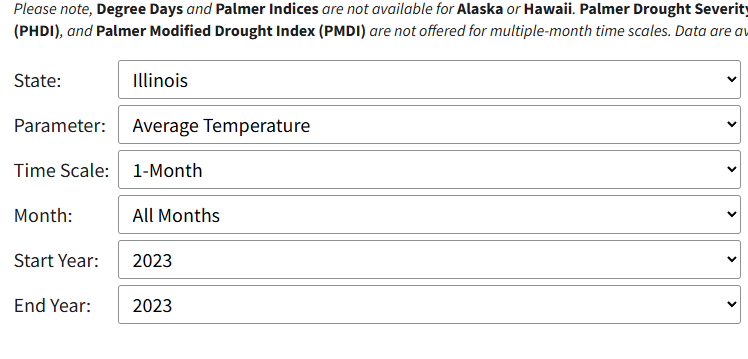 Please note, Degree Days and Palmer Indices are not available for Alaska or Hawaii. Palmer Drought Severity
(PHDI), and Palmer Modified Drought Index (PMDI) are not offered for multiple-month time scales. Data are
State: Illinois
Parameter: Average Temperature
Time Scale: 1-Month
Month: All Months
Start Year: 2023
End Year: 2023